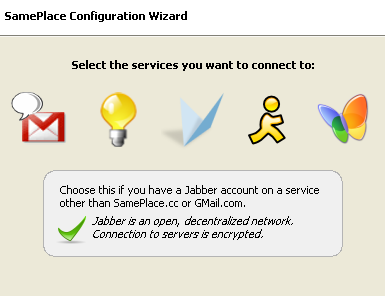 SamePlace Configuration Wizard
Select the services you want to connect to:
Choose this if you have a Jabber account on a service
other than SamePlace.cc or GMail.com.
Jabber is an open, decentralized network.
Connection to servers is encrypted.